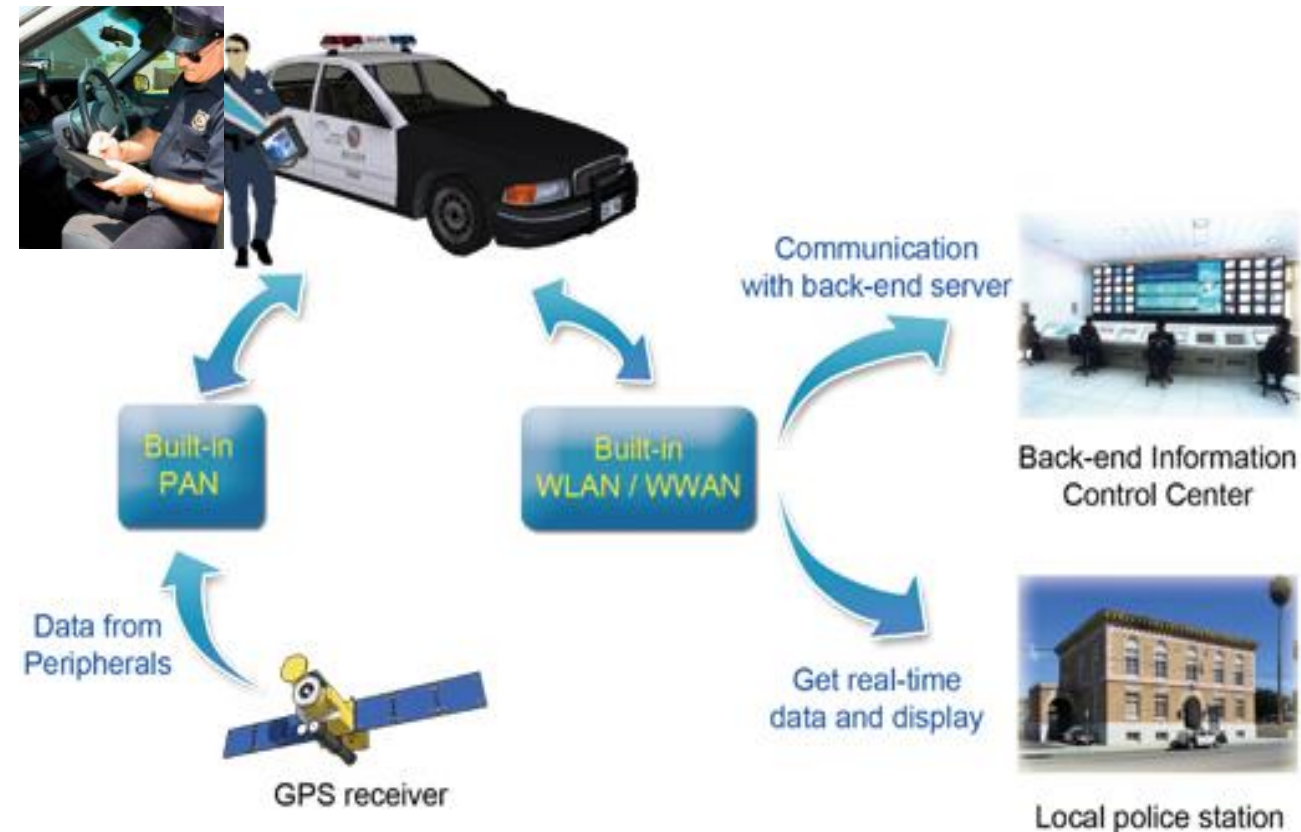 Communication
with back-end server
Built-in
PAN
Built-in
WLAN / WWAN
Back-end Information
Control Center
Data from
Peripherals
Get real-time
data and display
GPS receiver
Local police station